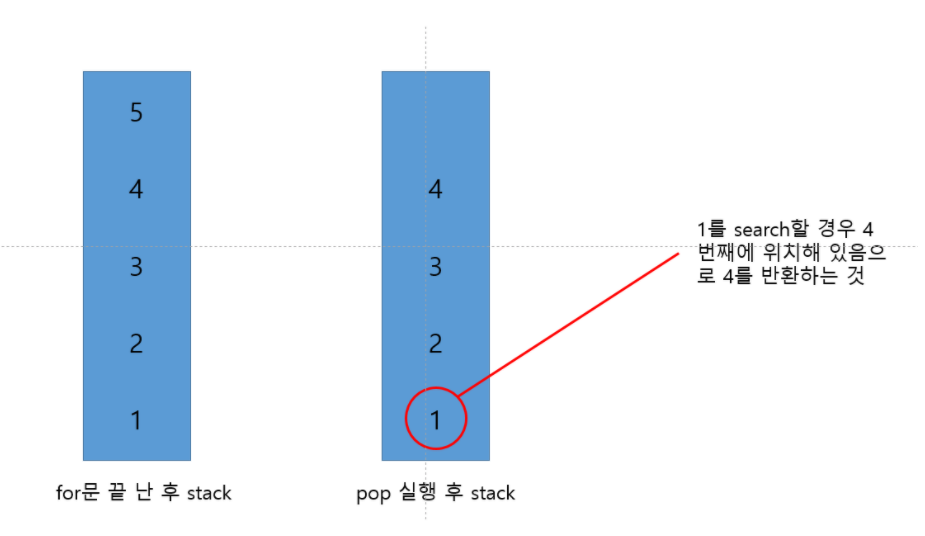 5
4
3
2
1
for문 끝 난 후 stack
4
3
2
1
pop 실행 후 stack
1를 search할 경우 4
번째에 위치해 있음으
로 4를 반환하는 것